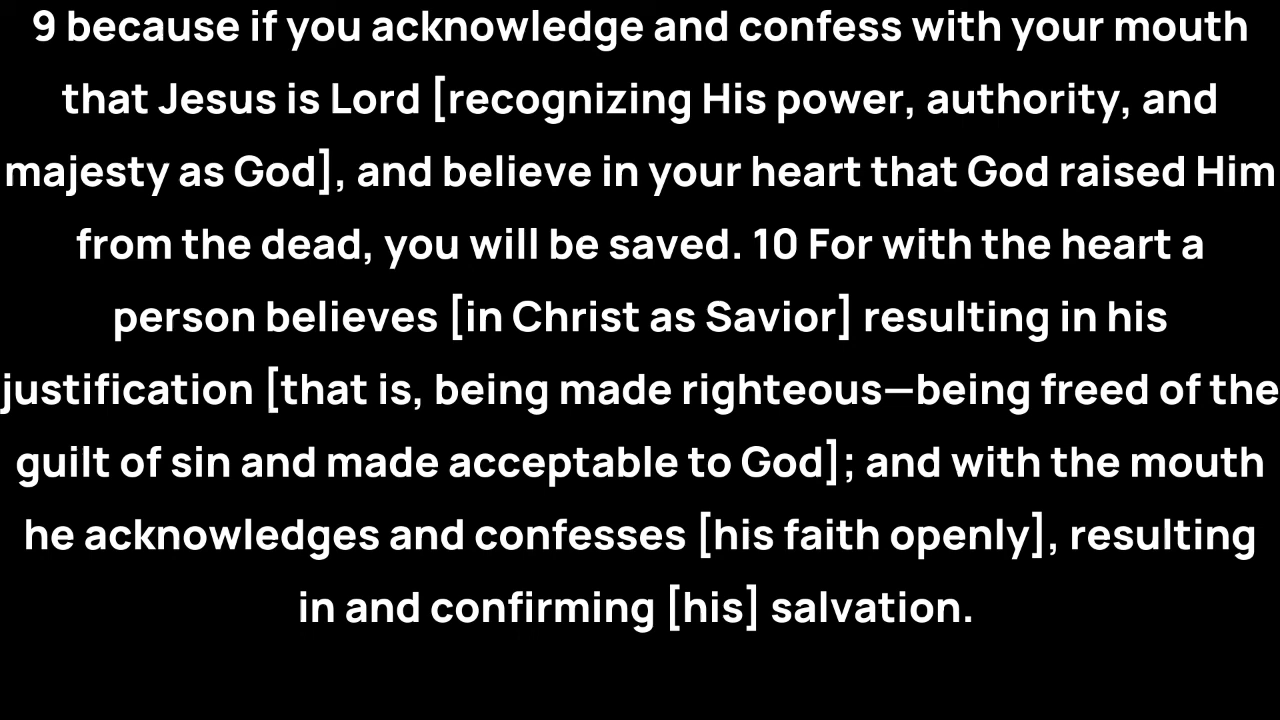 9 because if you acknowledge and confess with your mouth
that Jesus is Lord [recognizing His power, authority, and
majesty as God], and believe in your heart that God raised Him
from the dead, you will be saved. 10 For with the heart a
person believes [in Christ as Savior] resulting in his
justification [that is, being made righteous—being freed of the
guilt of sin and made acceptable to God]; and with the mouth
he acknowledges and confesses [his faith openly], resulting
in and confirming [his] salvation.